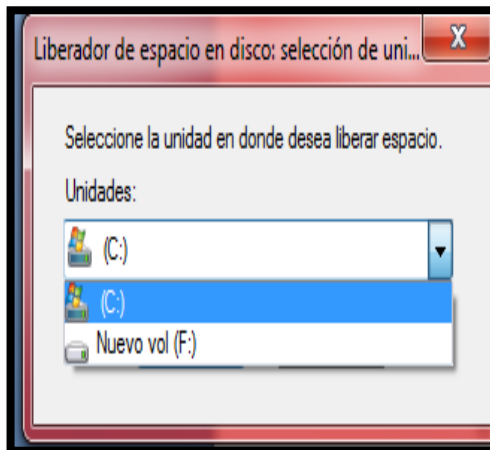 Liberador de espacio en disco: selección de uni...
Seleccione la unidad en donde desea liberar espacio.
Unidades:
(C:)
(C:)
Nuevo vol (F:)